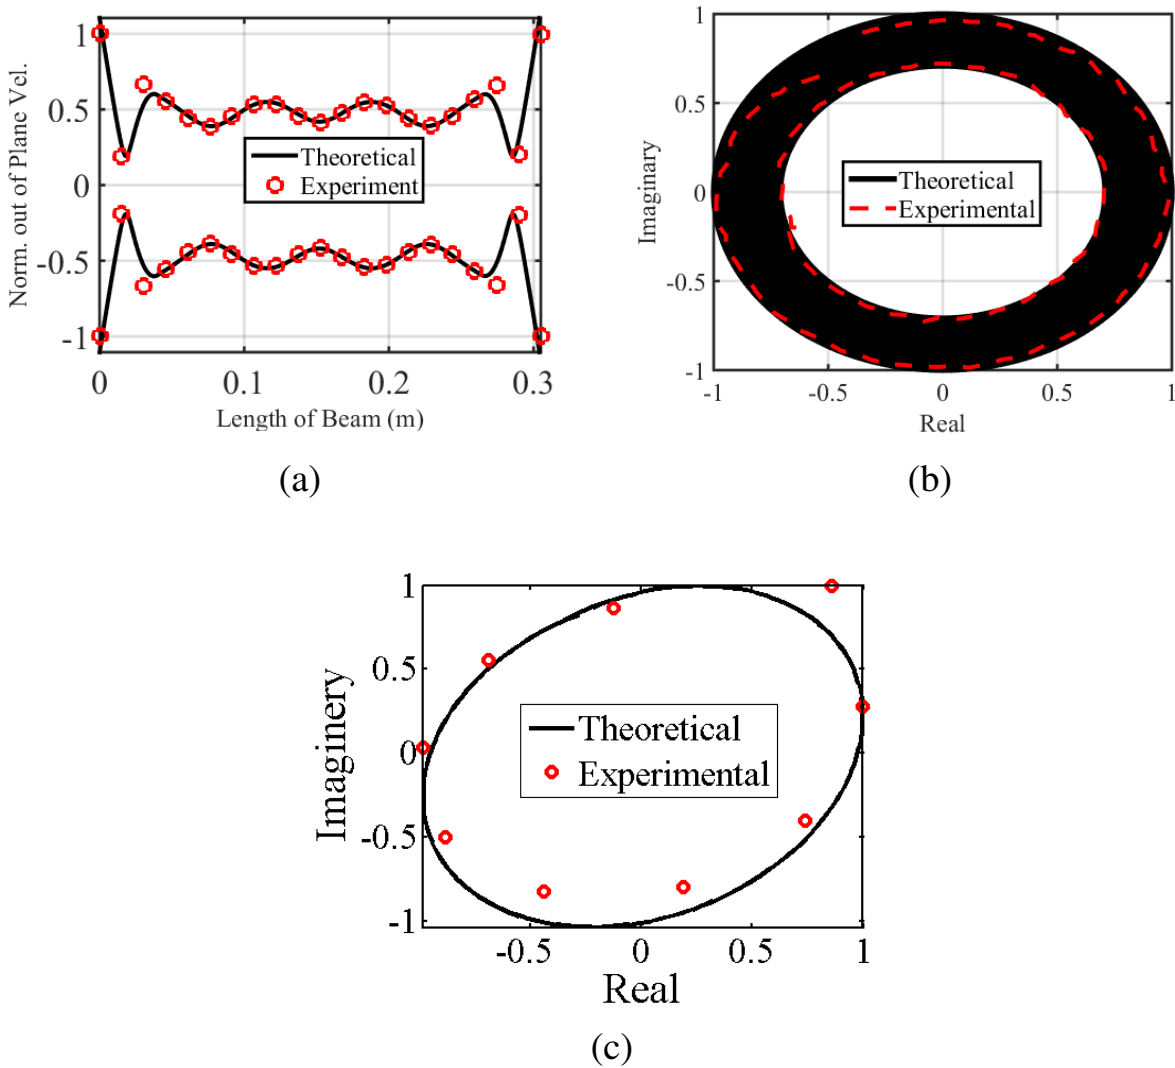 Norm. out of Plane Vel.
1
0.5
0
-0.5
-1
Theoretical
Experiment
0
0.1
0.2
0.3
Length of Beam (m)
(a)
Imaginary
1
0.5
0
-0.5
-1
Theoretical
Experimental
-1
-0.5
0
0.5
1
Real
(b)
Imaginery
1
0.5
0
-0.5
-1
Theoretical
Experimental
-0.5
0
0.5
1
Real
(c)